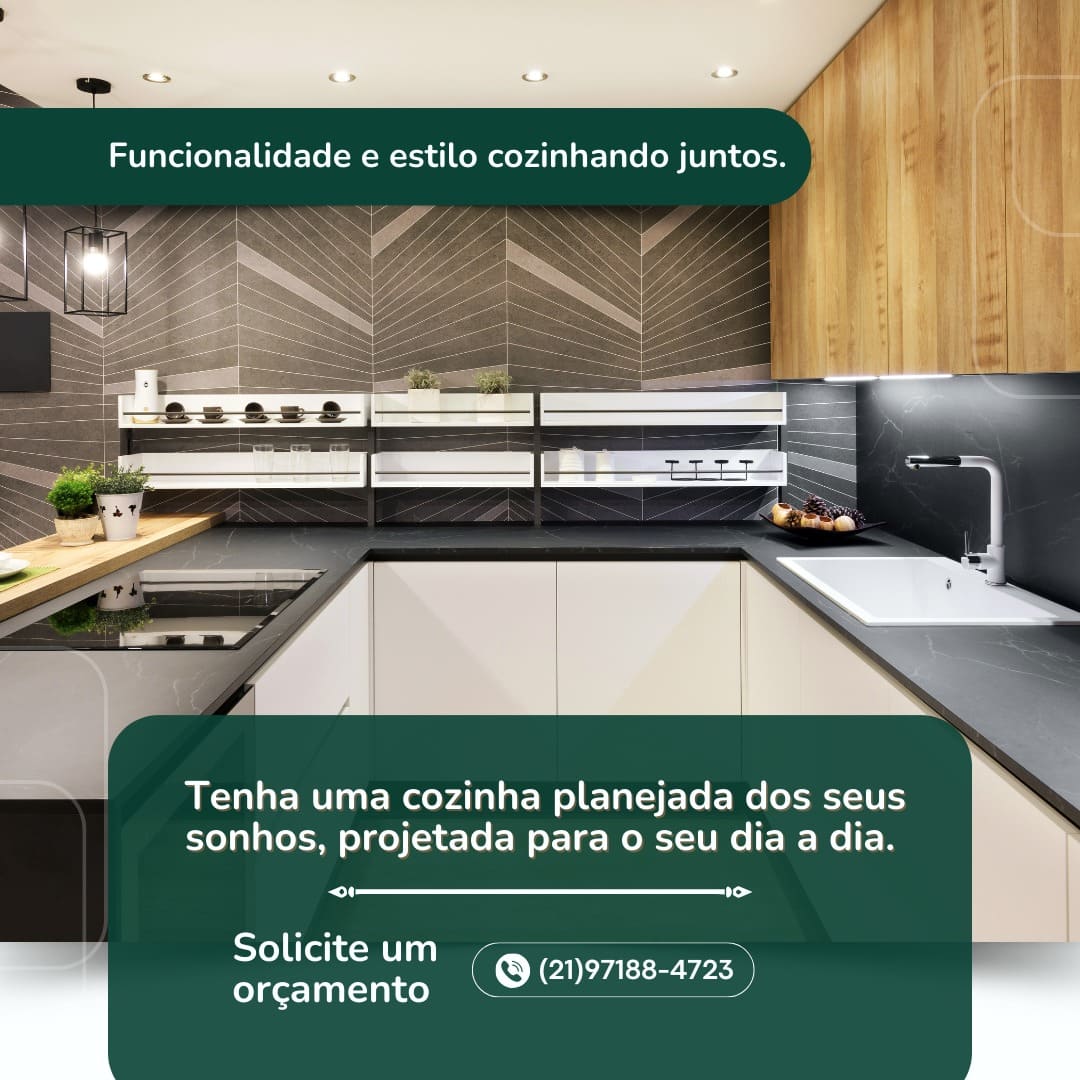 Funcionalidade e estilo cozinhando juntos.
Tenha uma cozinha planejada dos seus
sonhos, projetada para o seu dia a dia.
Solicite um
orçamento
(21)97188-4723